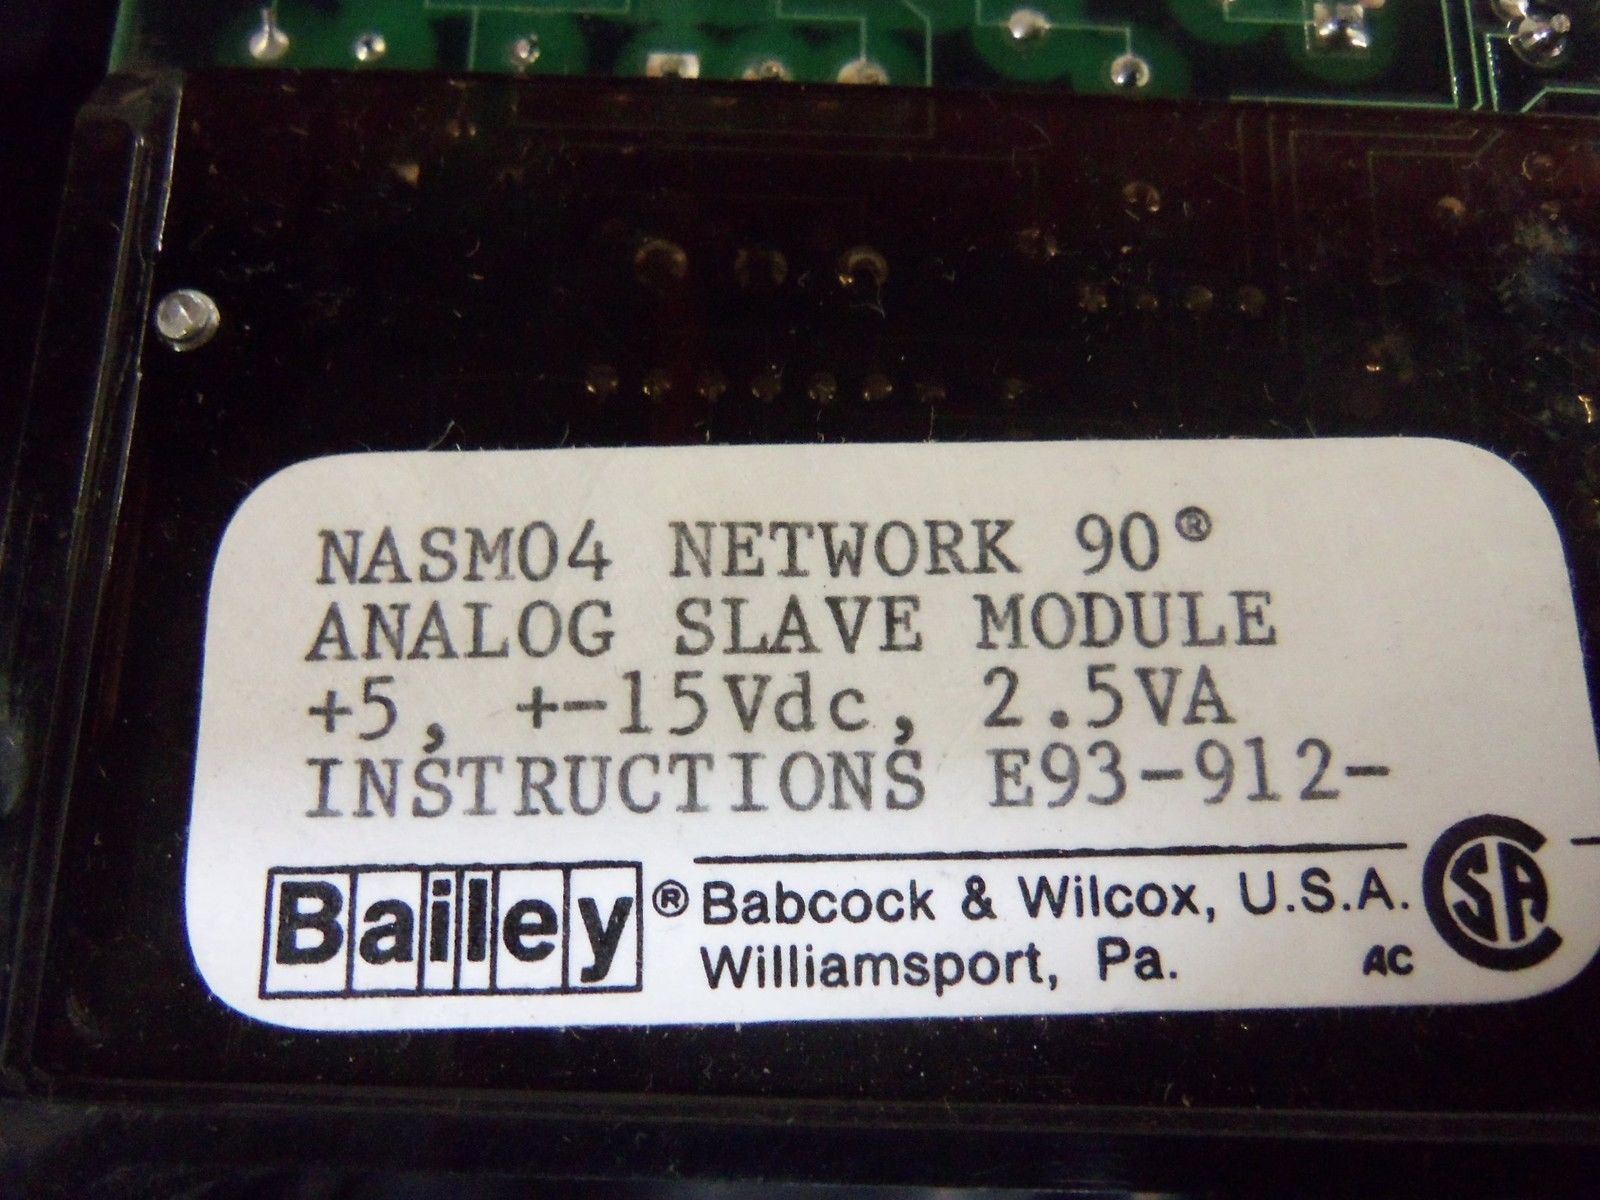 NASM04 NETWORK 90®
ANALOG SLAVE MODULE
+5, +-15Vdc, 2.5VA
INSTRUCTIONS E93-912-
Bailey® Babcock & Wilcox, U.S.A.
Williamsport, Pa. AC
CSA